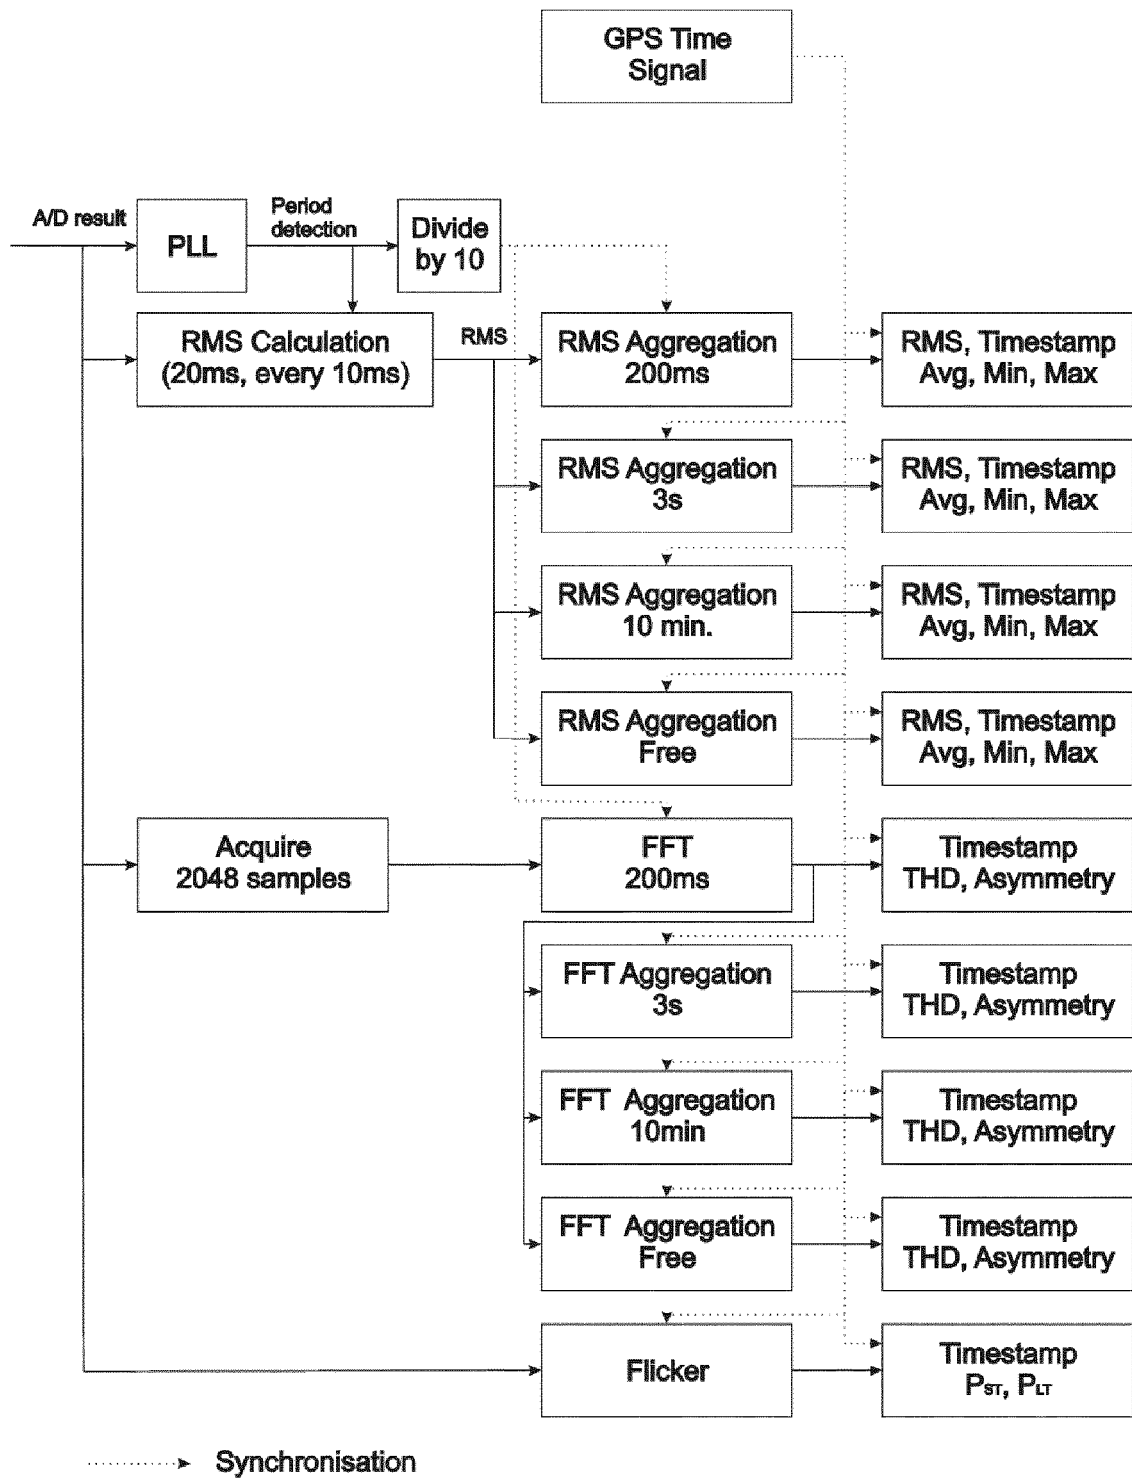 GPS Time
Signal
A/D result
PLL
Period
detection
Divide
by 10
RMS Calculation
(20ms, every 10ms)
RMS
RMS Aggregation
200ms
RMS, Timestamp
Avg, Min, Max
RMS Aggregation
3s
RMS, Timestamp
Avg, Min, Max
RMS Aggregation
10 min.
RMS, Timestamp
Avg, Min, Max
RMS Aggregation
Free
RMS, Timestamp
Avg, Min, Max
Acquire
2048 samples
FFT
200ms
Timestamp
THD, Asymmetry
FFT Aggregation
3s
Timestamp
THD, Asymmetry
FFT Aggregation
10min
Timestamp
THD, Asymmetry
FFT Aggregation
Free
Timestamp
THD, Asymmetry
Flicker
Timestamp
PST, PLT
Synchronisation